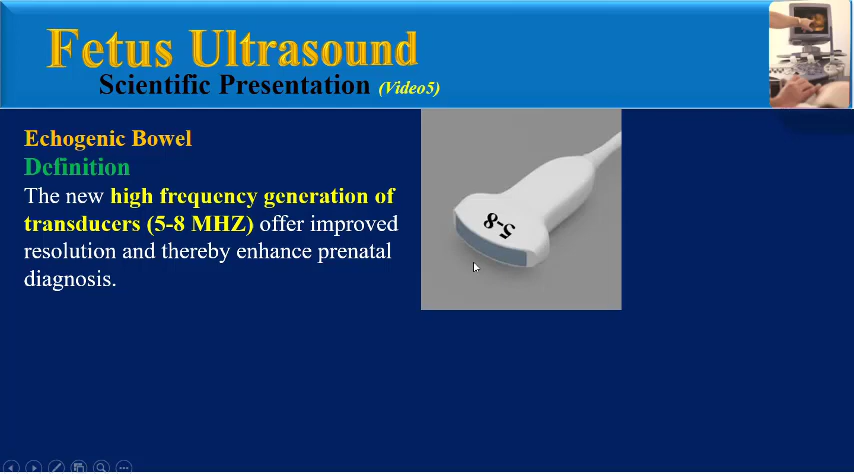 Fetus Ultrasound
Scientific Presentation (Video5)
Echogenic Bowel
Definition
The new high frequency generation of
transducers (5-8 MHZ) offer improved
resolution and thereby enhance prenatal
diagnosis.
5-8